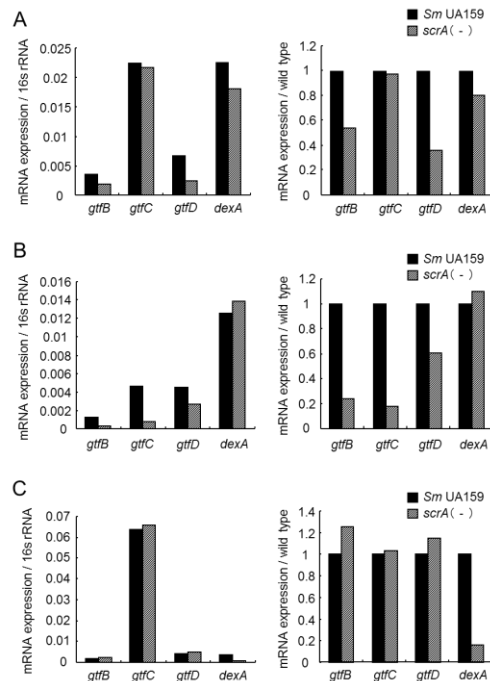 A
Sm UA159
scrA( - )
mRNA expression / 16s rRNA
0.025
0.02
0.015
0.01
0.005
0
gtfB gtfC gtfD dexA
mRNA expression / wild type
1.2
1
0.8
0.6
0.4
0.2
0
gtfB gtfC gtfD dexA
B
Sm UA159
scrA( - )
mRNA expression / 16s rRNA
0.016
0.014
0.012
0.01
0.008
0.006
0.004
0.002
0
gtfB gtfC gtfD dexA
mRNA expression / wild type
1.2
1
0.8
0.6
0.4
0.2
0
gtfB gtfC gtfD dexA
C
Sm UA159
scrA( - )
mRNA expression / 16s rRNA
0.07
0.06
0.05
0.04
0.03
0.02
0.01
0
gtfB gtfC gtfD dexA
mRNA expression / wild type
1.4
1.2
1
0.8
0.6
0.4
0.2
0
gtfB gtfC gtfD dexA